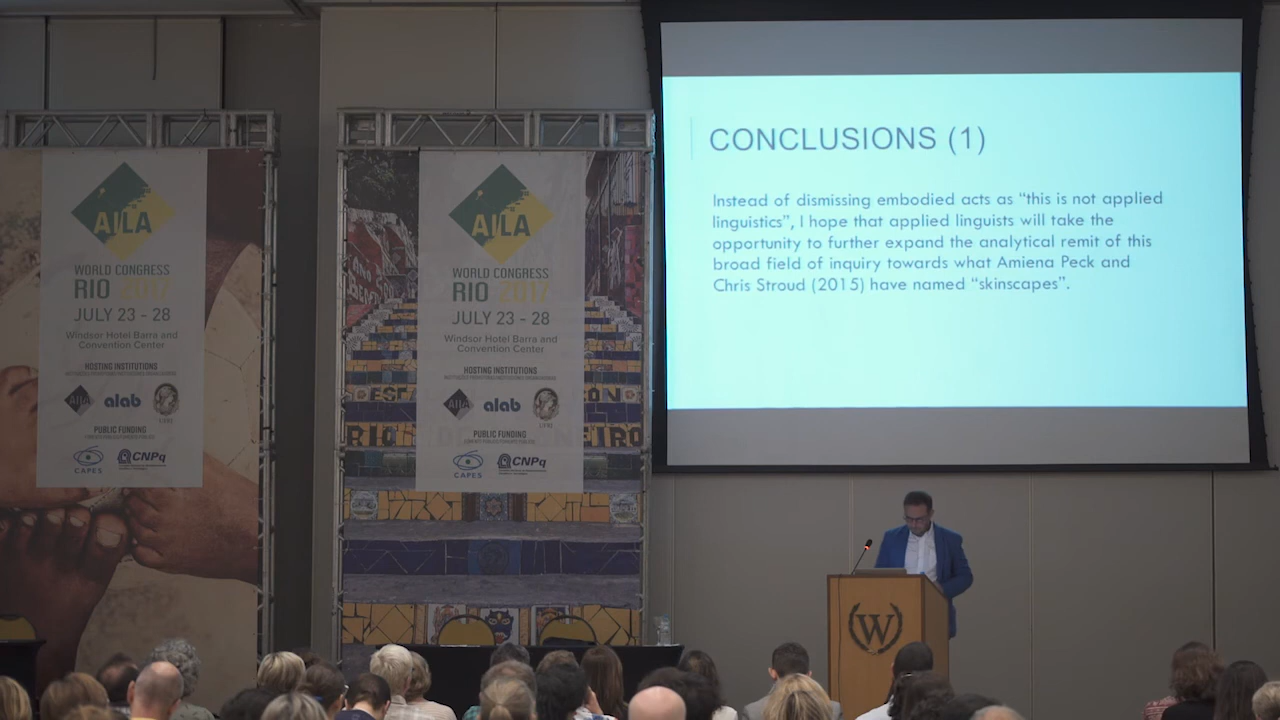 CONCLUSIONS (1)
Instead of dismissing embodied acts as “this is not applied
linguistics”, I hope that applied linguists will take the
opportunity to further expand the analytical remit of this
broad field of inquiry towards what Amiena Peck and
Chris Stroud (2015) have named “skinscapes”.
AILA
WORLD CONGRESS
RIO 2017
JULY 23 - 28
Windsor Hotel Barra and
Convention Center
HOSTING INSTITUTIONS
AILA alab
PUBLIC FUNDING
CAPES CNPq
AILA
WORLD CONGRESS
RIO 2017
JULY 23 - 28
Windsor Hotel Barra and
Convention Center
HOSTING INSTITUTIONS
AILA alab
PUBLIC FUNDING
CAPES CNPq
W